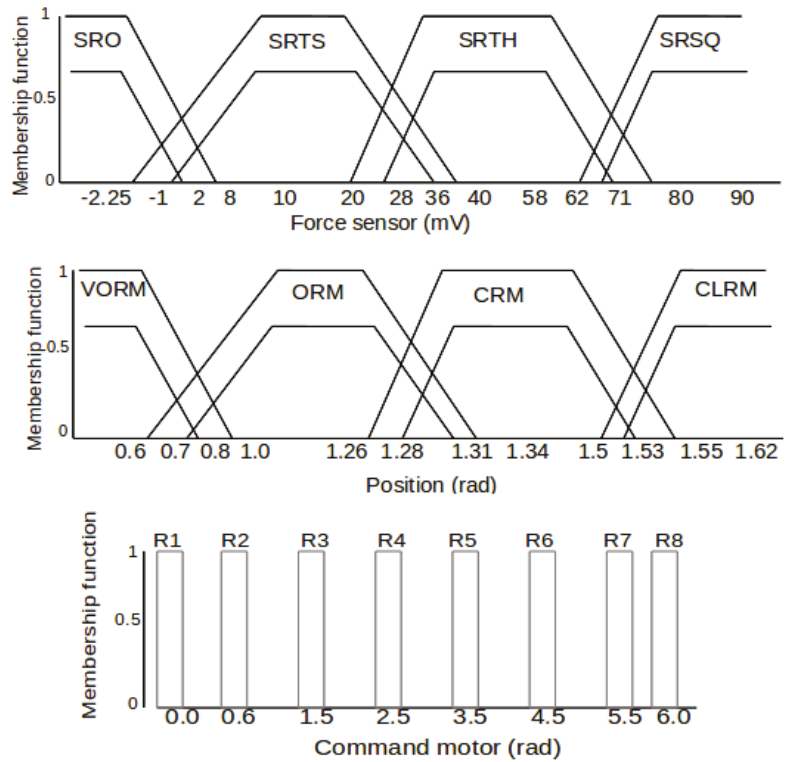 Membership function
1
SRO SRTS SRTH SRSQ
0.5
0
-2.25 -1 2 8 10 20 28 36 40 58 62 71 80 90
Force sensor (mV)
Membership function
1
VORM ORM CRM CLRM
0.5
0
0.6 0.7 0.8 1.0 1.26 1.28 1.31 1.34 1.5 1.53 1.55 1.62
Position (rad)
Membership function
R1 R2 R3 R4 R5 R6 R7 R8
1
0.5
0
0.0 0.6 1.5 2.5 3.5 4.5 5.5 6.0
Command motor (rad)